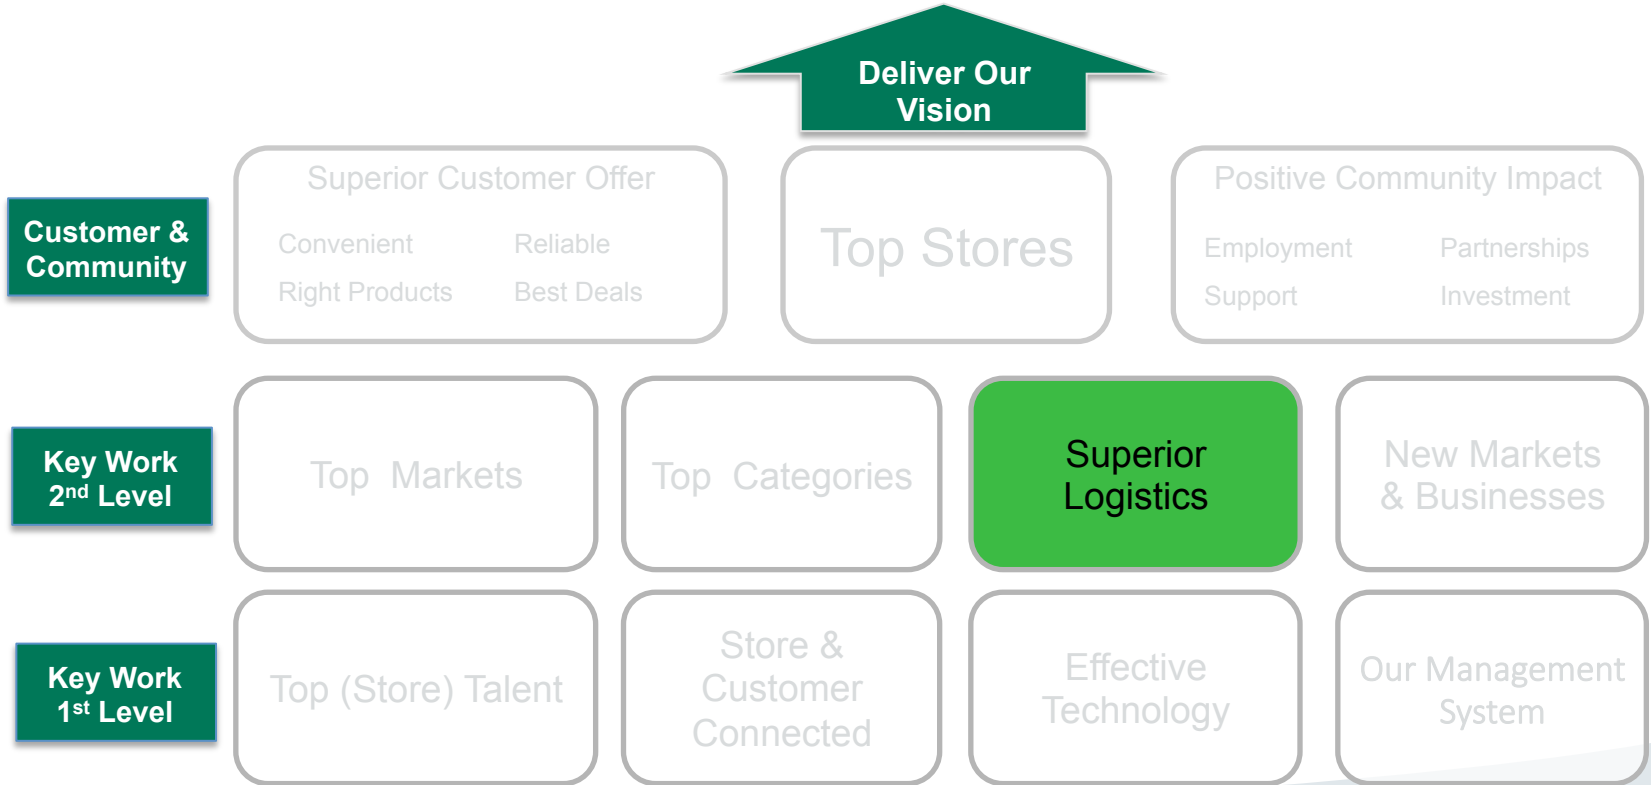 Deliver Our
Vision
Customer &
Community
Superior Customer Offer
Convenient Reliable
Right Products Best Deals
Top Stores
Positive Community Impact
Employment Partnerships
Support Investment
Key Work
2nd Level
Top Markets
Top Categories
Superior
Logistics
New Markets
& Businesses
Key Work
1st Level
Top (Store) Talent
Store &
Customer
Connected
Effective
Technology
Our Management
System